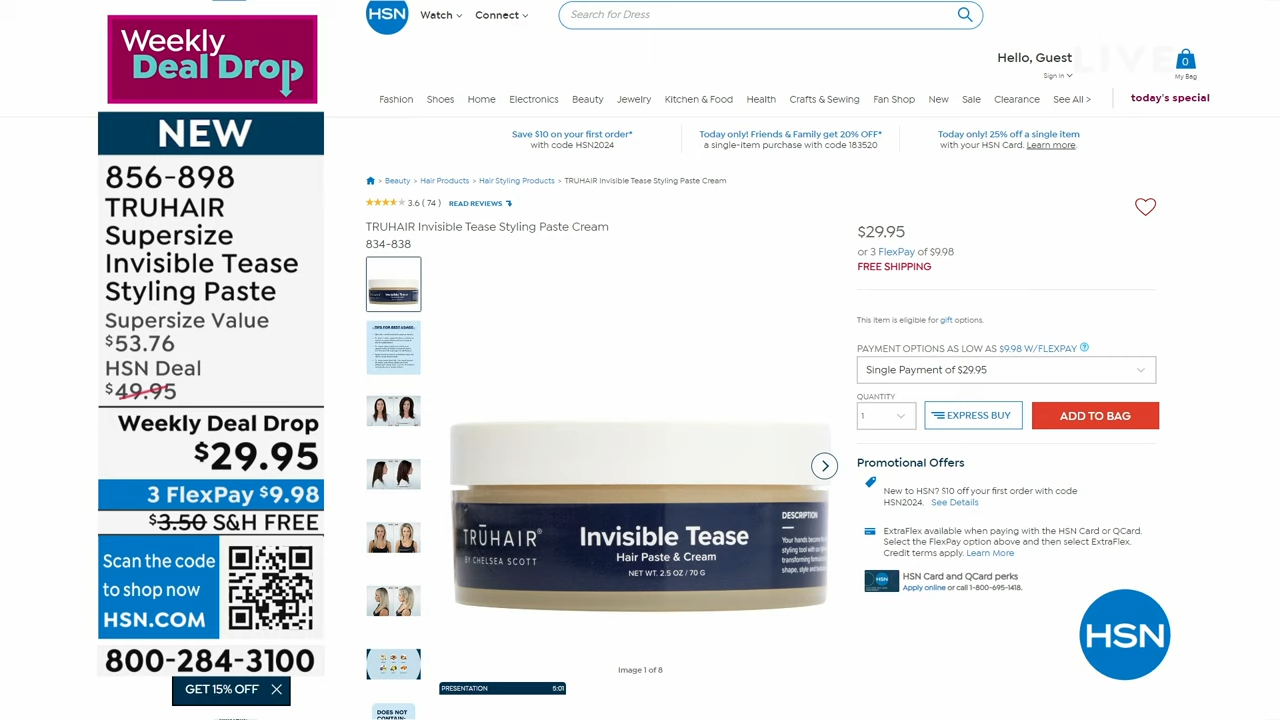 Weekly
Deal Drop
NEW
856-898
TRUHAIR
Supersize
Invisible Tease
Styling Paste
Supersize Value
$53.76
HSN Deal
$49.95
Weekly Deal Drop
$29.95
3 FlexPay $9.98
$3.50 S&H FREE
Scan the code
to shop now
HSN.COM
800-284-3100
GET 15% OFF
HSN
Watch
Connect
Search for Dress
Hello, Guest
Sign In
LIVE
0
My Bag
Fashion Shoes Home Electronics Beauty Jewelry Kitchen & Food Health Crafts & Sewing Fan Shop New Sale Clearance See All > today's special
Save $10 on your first order*
with code HSN2024
Today only! Friends & Family get 20% OFF*
a single-item purchase with code 183520
Today only! 25% off a single item
with your HSN Card. Learn more.
> Beauty > Hair Products > Hair Styling Products > TRUHAIR Invisible Tease Styling Paste Cream
3.6 ( 74 ) READ REVIEWS
TRUHAIR Invisible Tease Styling Paste Cream
834-838
TIPS FOR BEST USAGE
DOES NOT
CONTAIN:
TRŪHAIR®
BY CHELSEA SCOTT
Invisible Tease
Hair Paste & Cream
NET WT. 2.5 OZ / 70 G
DESCRIPTION
Image 1 of 8
PRESENTATION 5:01
$29.95
or 3 FlexPay of $9.98
FREE SHIPPING
This item is eligible for gift options.
PAYMENT OPTIONS AS LOW AS $9.98 W/FLEXPAY
Single Payment of $29.95
QUANTITY
1
EXPRESS BUY
ADD TO BAG
Promotional Offers
New to HSN? $10 off your first order with code
HSN2024. See Details
ExtraFlex available when paying with the HSN Card or QCard.
Select the FlexPay option above and then select ExtraFlex.
Credit terms apply. Learn More
HSN Card and QCard perks
Apply online or call 1-800-695-1418.
HSN